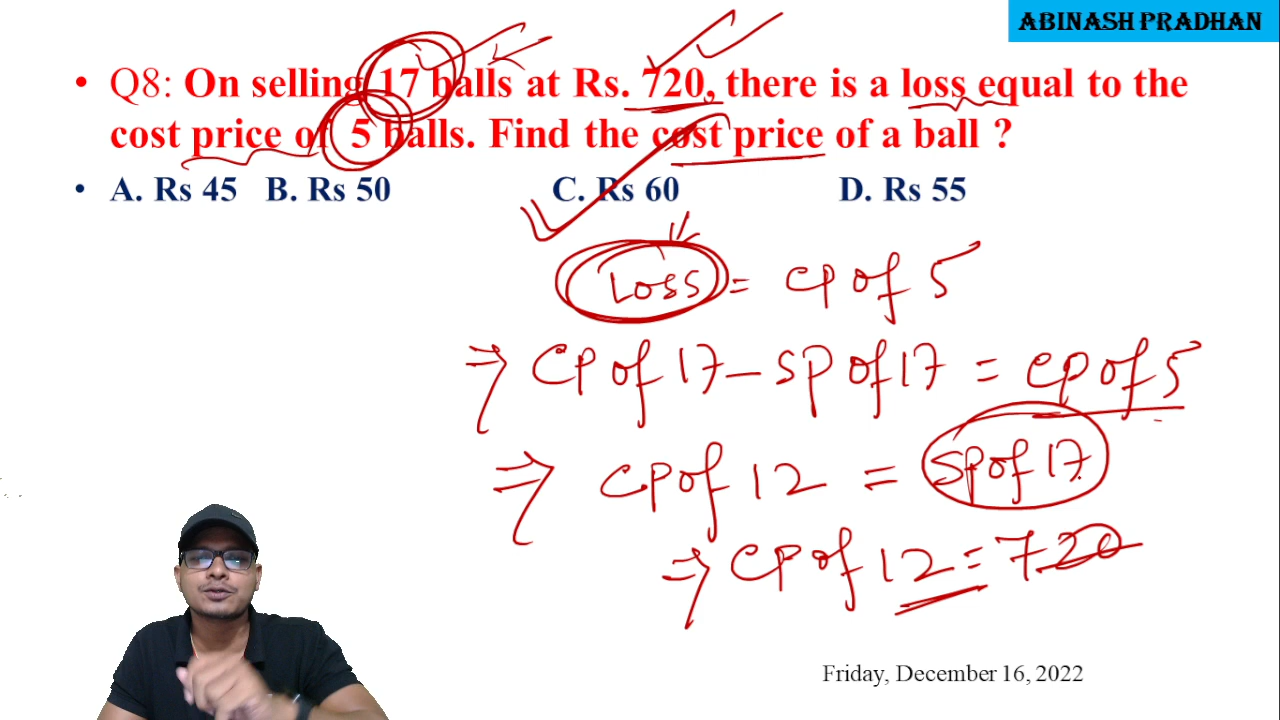 ABINASH PRADHAN
• Q8: On selling 17 balls at Rs. 720, there is a loss equal to the
cost price of 5 balls. Find the cost price of a ball ?
• A. Rs 45 B. Rs 50 C. Rs 60 D. Rs 55
Loss = CP of 5
⇒ CP of 17 - SP of 17 = CP of 5
⇒ CP of 12 = SP of 17
⇒ CP of 12 = 720
Friday, December 16, 2022